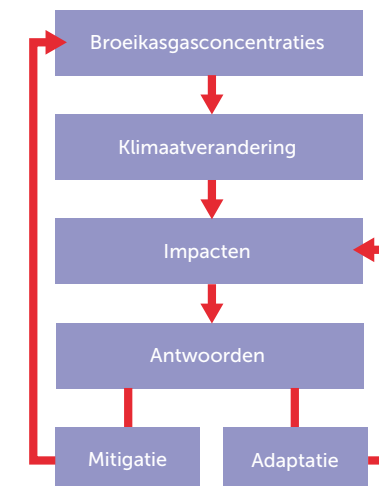 Broeikasgasconcentraties
Klimaatverandering
Impacten
Antwoorden
Mitigatie
Adaptatie